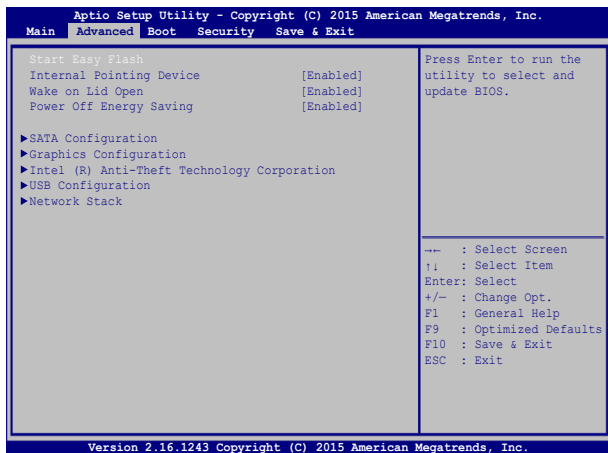 Aptio Setup Utility - Copyright (C) 2015 American Megatrends, Inc.
Main Advanced Boot Security Save & Exit
Start Easy Flash
Internal Pointing Device [Enabled]
Wake on Lid Open [Enabled]
Power Off Energy Saving [Enabled]
▶SATA Configuration
▶Graphics Configuration
▶Intel (R) Anti-Theft Technology Corporation
▶USB Configuration
▶Network Stack
Press Enter to run the
utility to select and
update BIOS.
→← : Select Screen
↑↓ : Select Item
Enter: Select
+/— : Change Opt.
F1 : General Help
F9 : Optimized Defaults
F10 : Save & Exit
ESC : Exit
Version 2.16.1243 Copyright (C) 2015 American Megatrends, Inc.